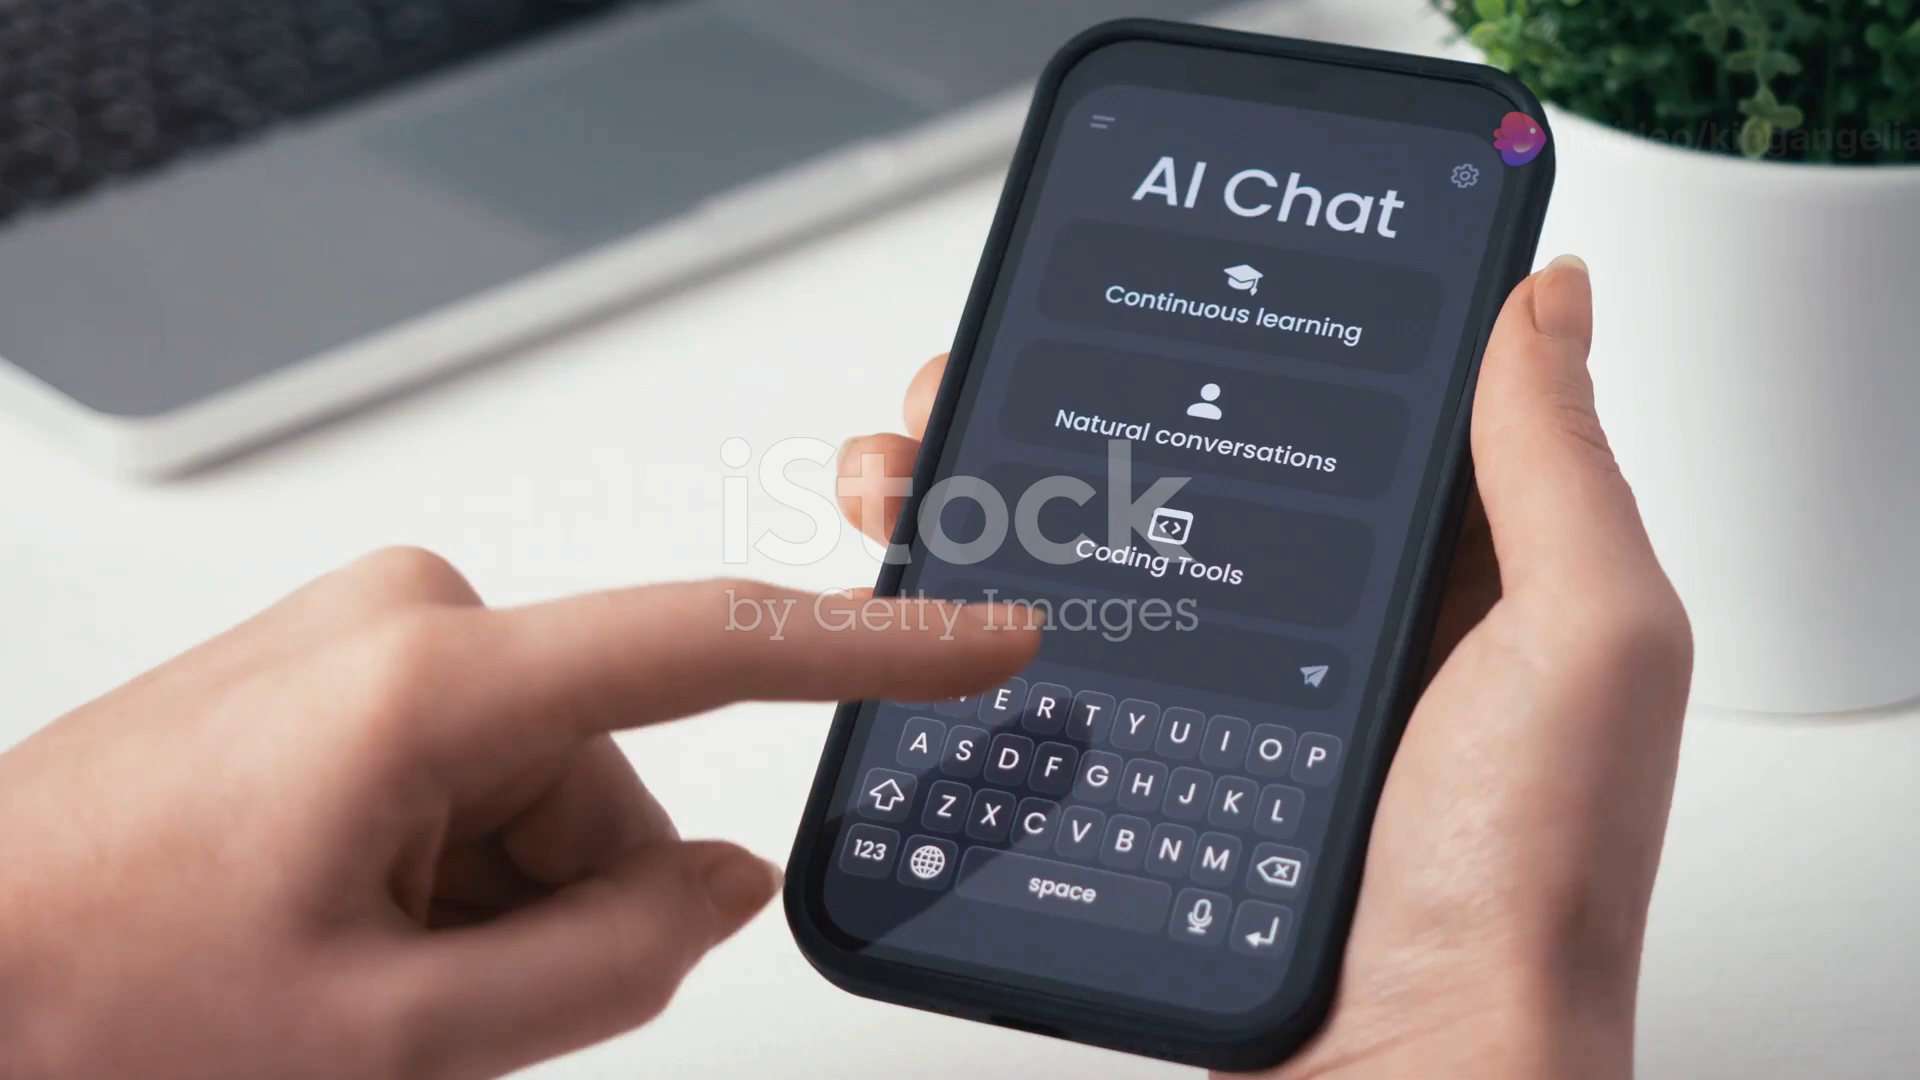 AI Chat
Continuous learning
Natural conversations
iStock
Coding Tools
by Getty Images
E R T Y U I O P
A S D F G H J K L
Z X C V B N M
123
space